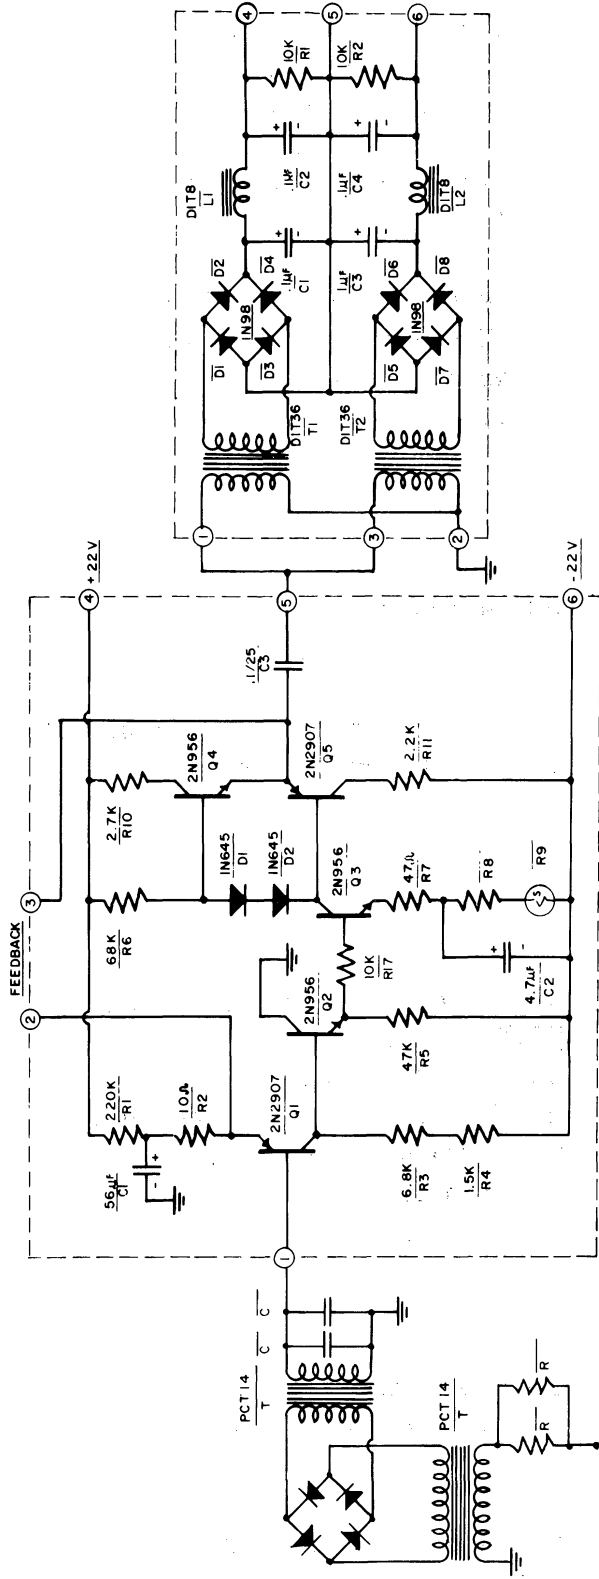 FEEDBACK
2
3
4
+22V
220K
R1
10Ω
R2
56µF
C1
+
-
68K
R6
2.7K
R10
2N956
Q4
1N645
D1
1N645
D2
2N2907
Q5
.1/25
C3
5
2N2907
Q1
2N956
Q2
10K
R17
2N956
Q3
47Ω
R7
R8
S
R9
4.7µF
C2
+
-
47K
R5
6.8K
R3
1.5K
R4
2.2K
R11
6
-22V
1
PCT 14
T
C
C
PCT 14
T
R
R
1
3
2
DIT36
T1
DIT36
T2
D1
D2
D3
D4
1N98
D5
D6
D7
D8
1N98
DIT8
L1
DIT8
L2
.1µF
C1
+
-
.1µF
C2
+
-
.1µF
C3
+
-
.1µF
C4
+
-
10K
R1
10K
R2
4
5
6